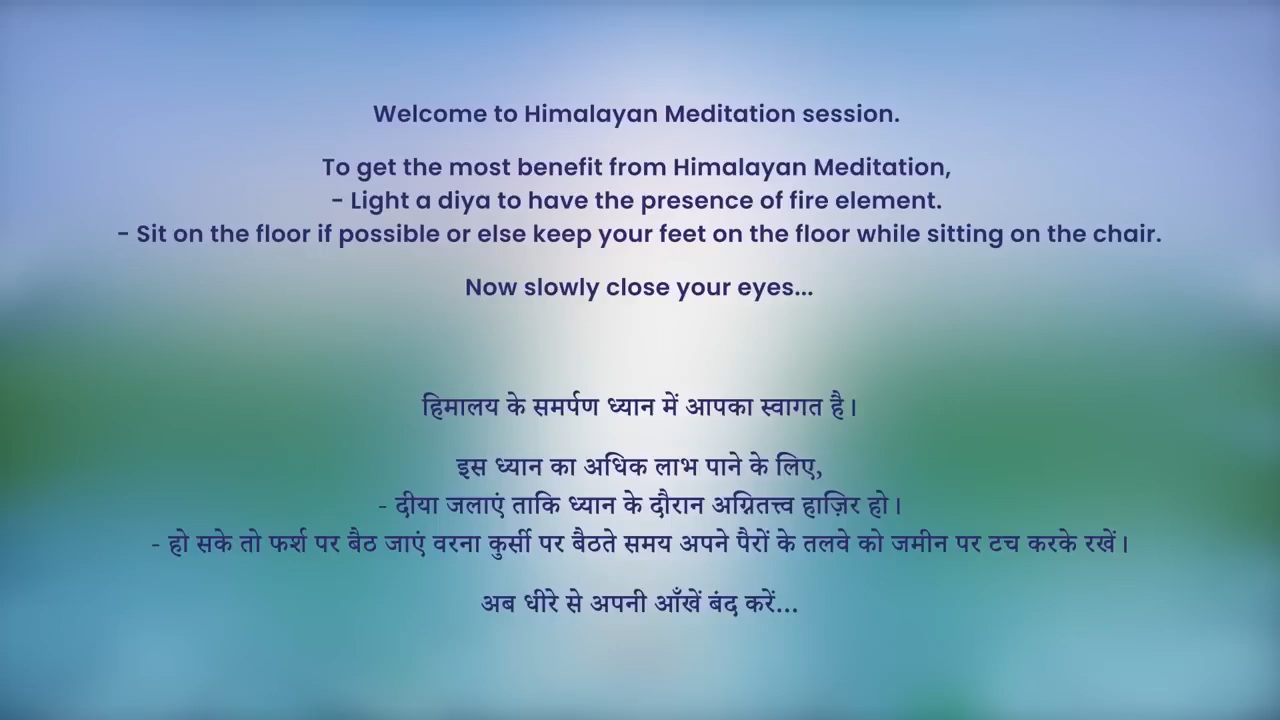 Welcome to Himalayan Meditation session.
To get the most benefit from Himalayan Meditation,
- Light a diya to have the presence of fire element.
- Sit on the floor if possible or else keep your feet on the floor while sitting on the chair.
Now slowly close your eyes...
हिमालय के समर्पण ध्यान में आपका स्वागत है।
इस ध्यान का अधिक लाभ पाने के लिए,
- दीया जलाएं ताकि ध्यान के दौरान अग्नितत्त्व हाज़िर हो।
- हो सके तो फर्श पर बैठ जाएं वरना कुर्सी पर बैठते समय अपने पैरों के तलवे को जमीन पर टच करके रखें।
अब धीरे से अपनी आँखें बंद करें...